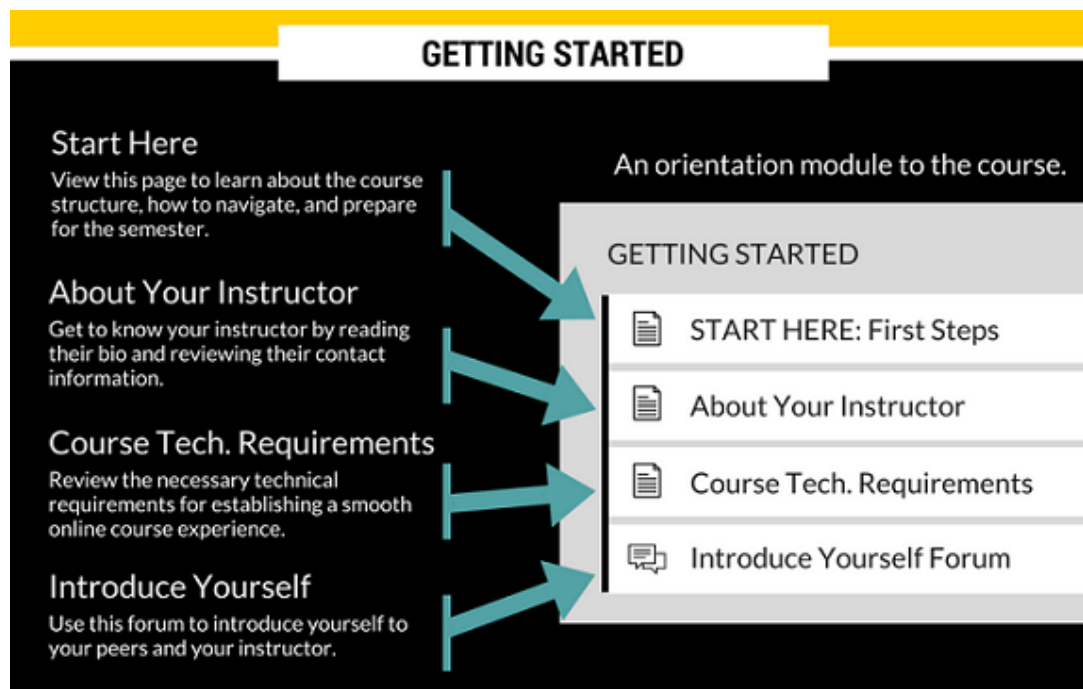 GETTING STARTED
Start Here
View this page to learn about the course
structure, how to navigate, and prepare
for the semester.
About Your Instructor
Get to know your instructor by reading
their bio and reviewing their contact
information.
Course Tech. Requirements
Review the necessary technical
requirements for establishing a smooth
online course experience.
Introduce Yourself
Use this forum to introduce yourself to
your peers and your instructor.
An orientation module to the course.
GETTING STARTED
START HERE: First Steps
About Your Instructor
Course Tech. Requirements
Introduce Yourself Forum